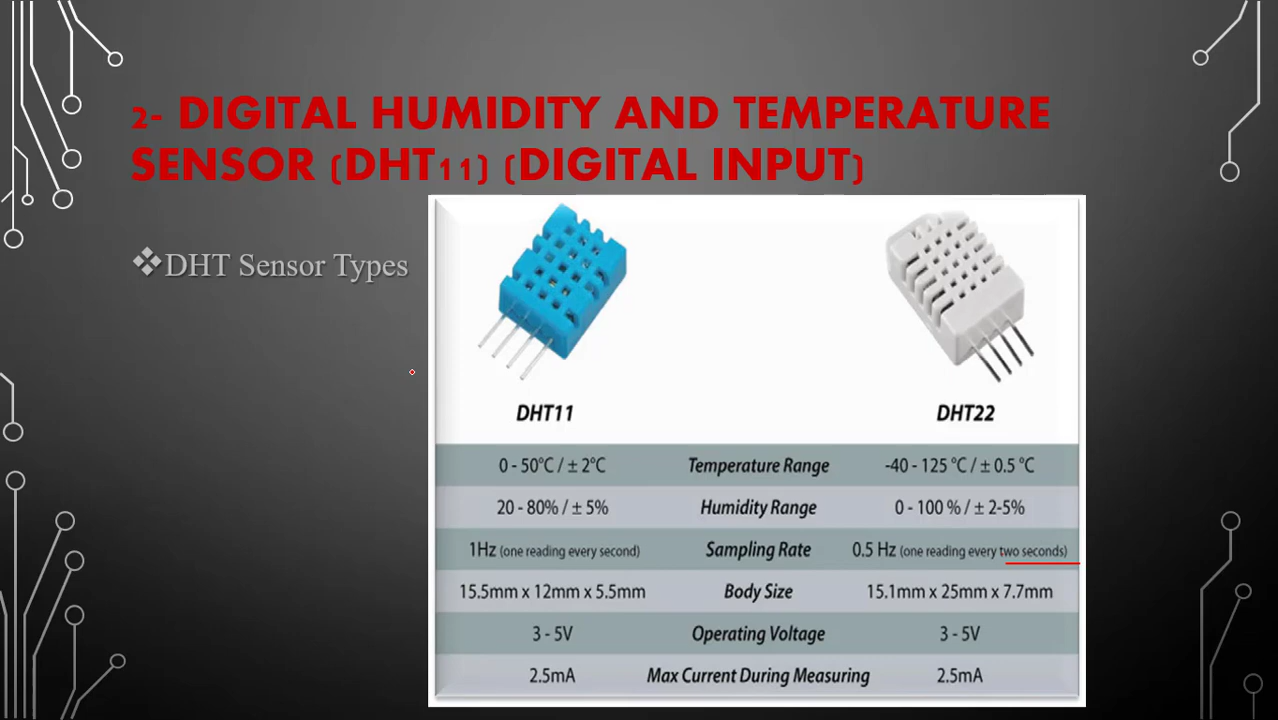 2- DIGITAL HUMIDITY AND TEMPERATURE
SENSOR (DHT11) (DIGITAL INPUT)
❖DHT Sensor Types
DHT11 DHT22
0 - 50°C / ± 2°C Temperature Range -40 - 125 °C / ± 0.5 °C
20 - 80% / ± 5% Humidity Range 0 - 100 % / ± 2-5%
1Hz (one reading every second) Sampling Rate 0.5 Hz (one reading every two seconds)
15.5mm x 12mm x 5.5mm Body Size 15.1mm x 25mm x 7.7mm
3 - 5V Operating Voltage 3 - 5V
2.5mA Max Current During Measuring 2.5mA